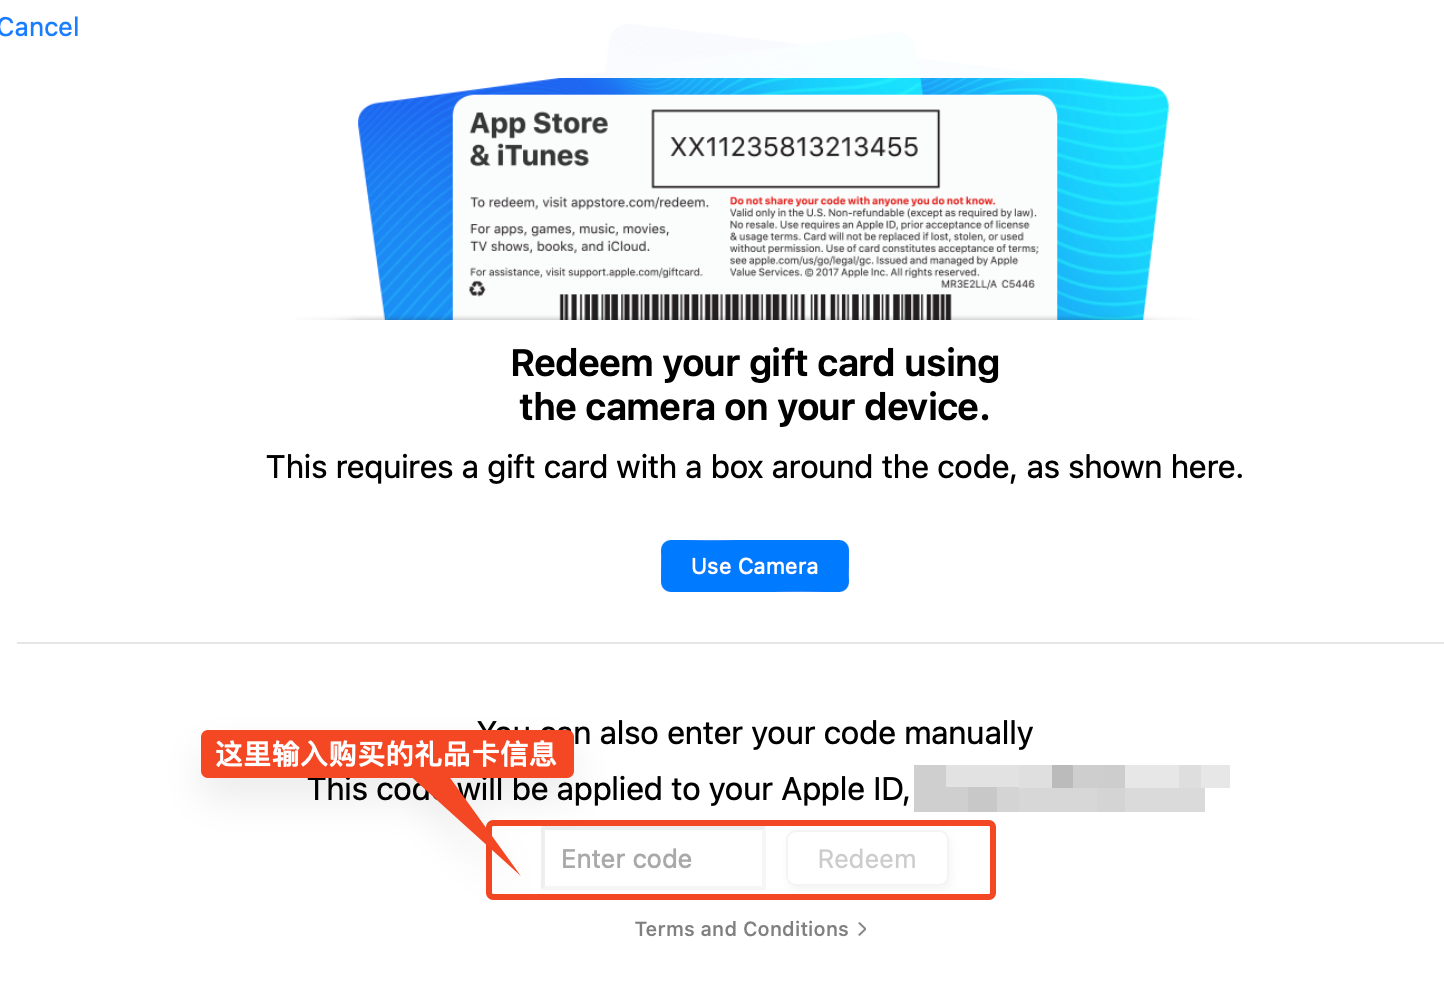 Cancel
App Store
& iTunes
XX11235813213455
To redeem, visit appstore.com/redeem.
For apps, games, music, movies,
TV shows, books, and iCloud.
For assistance, visit support.apple.com/giftcard.
Do not share your code with anyone you do not know.
Valid only in the U.S. Non-refundable (except as required by law).
No resale. Use requires an Apple ID, prior acceptance of license
& usage terms. Card will not be replaced if lost, stolen, or used
without permission. Use of card constitutes acceptance of terms;
see apple.com/us/go/legal/gc. Issued and managed by Apple
Value Services. © 2017 Apple Inc. All rights reserved.
MR3E2LL/A C5446
Redeem your gift card using
the camera on your device.
This requires a gift card with a box around the code, as shown here.
Use Camera
You can also enter your code manually
这里输入购买的礼品卡信息
This code will be applied to your Apple ID,
Enter code
Redeem
Terms and Conditions >